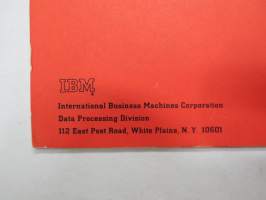 IBM
International Business Machines Corporation
Data Processing Division
112 East Post Road, White Plains, N. Y. 10601